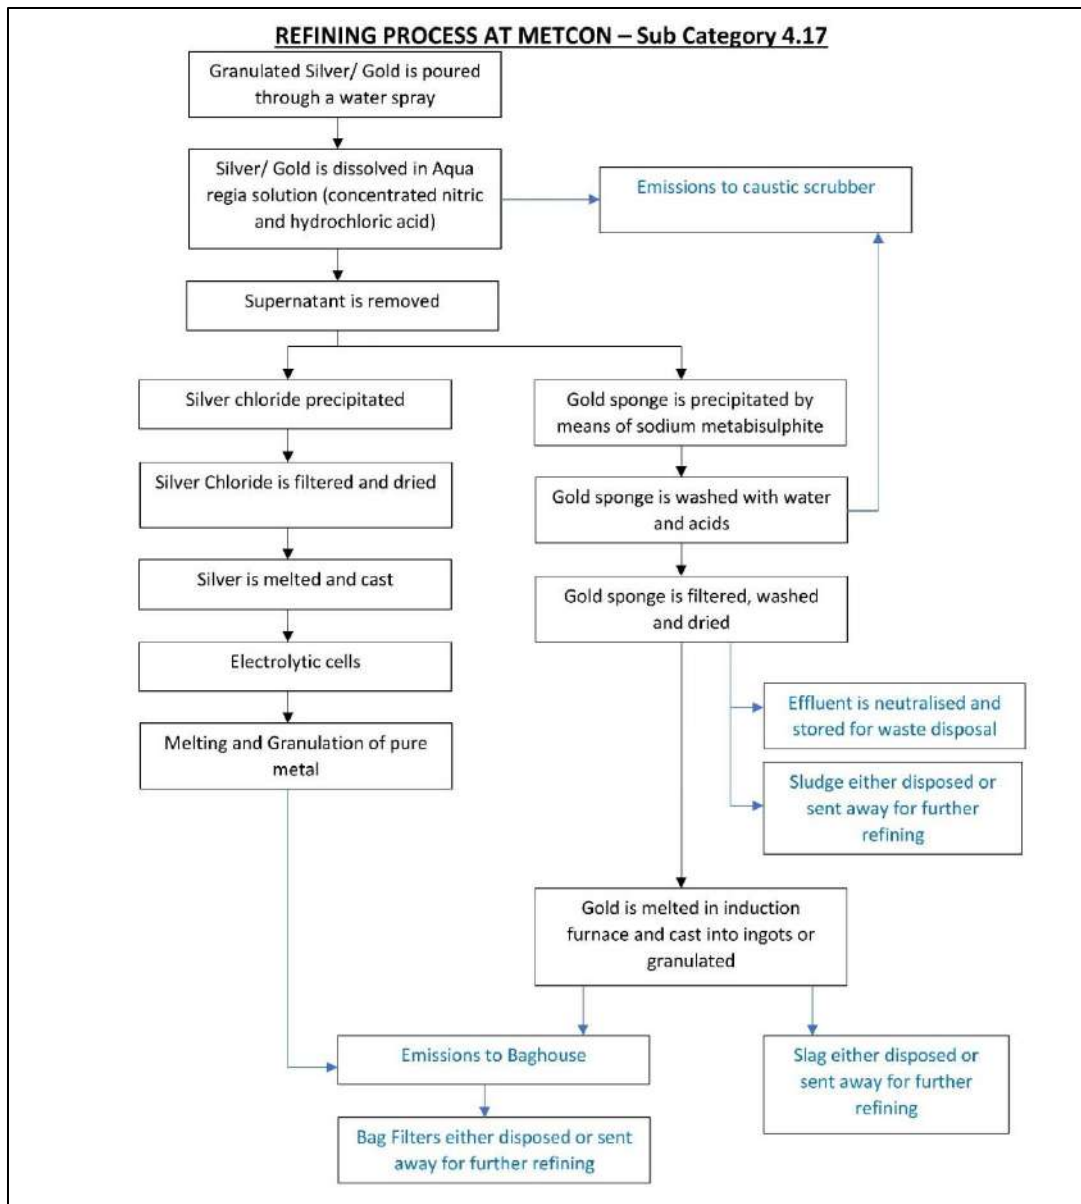 REFINING PROCESS AT METCON – Sub Category 4.17
Granulated Silver/ Gold is poured
through a water spray
Silver/ Gold is dissolved in Aqua
regia solution (concentrated nitric
and hydrochloric acid)
Emissions to caustic scrubber
Supernatant is removed
Silver chloride precipitated
Silver Chloride is filtered and dried
Silver is melted and cast
Electrolytic cells
Melting and Granulation of pure
metal
Gold sponge is precipitated by
means of sodium metabisulphite
Gold sponge is washed with water
and acids
Gold sponge is filtered, washed
and dried
Effluent is neutralised and
stored for waste disposal
Sludge either disposed or
sent away for further
refining
Gold is melted in induction
furnace and cast into ingots or
granulated
Emissions to Baghouse
Slag either disposed or
sent away for further
refining
Bag Filters either disposed or sent
away for further refining